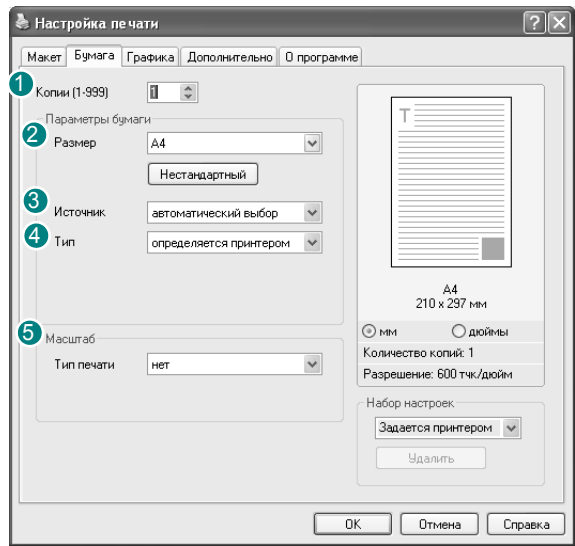 Настройка печати
Макет Бумага Графика Дополнительно О программе
1
Копии (1-999) 1
Параметры бумаги
2
Размер A4
Нестандартный
3
Источник автоматический выбор
4
Тип определяется принтером
5
Масштаб
Тип печати нет
T
A4
210 x 297 мм
мм дюймы
Количество копий: 1
Разрешение: 600 тчк/дюйм
Набор настроек
Задается принтером
Удалить
OK Отмена Справка